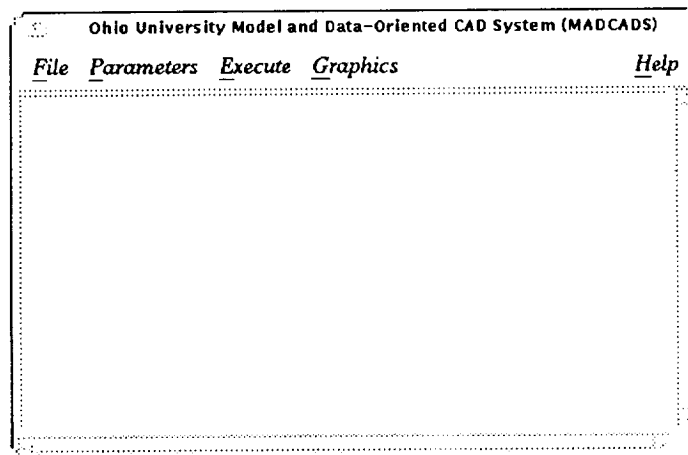 Ohio University Model and Data-Oriented CAD System (MADCADS)
File Parameters Execute Graphics Help